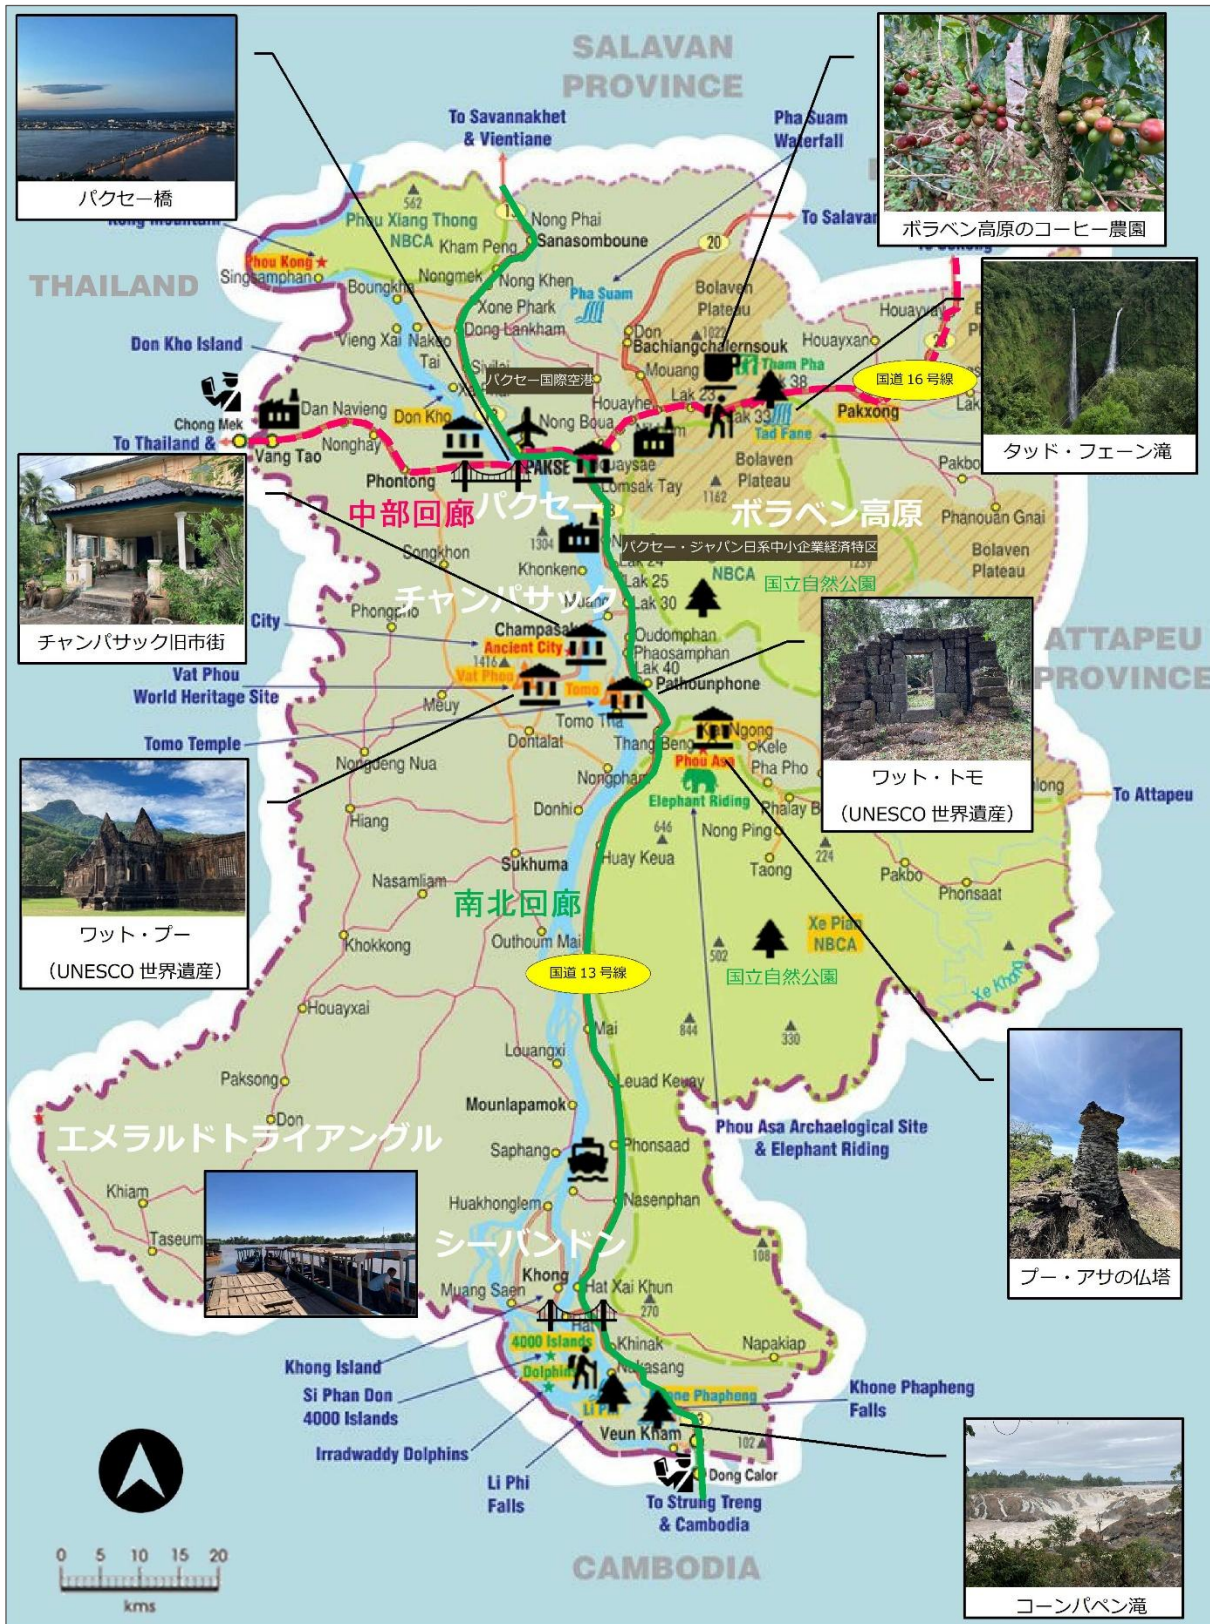 SALAVAN
PROVINCE
To Savannakhet
& Vientiane
Pha Suam
Waterfall
パクセー橋
ボラベン高原のコーヒー農園
562
Phou Xiang Thong
NBCA
Nong Phai
Sanasomboune
To Salavan
20
Kham Peng
THAILAND
Phou Kong
Singsamphan
Nongmek
Nong Khen
Boungkha
Xone Phark
Pha Suam
Bolaven
Plateau
Houayvay
Don Kho Island
Vieng Xai
Nakeo
Tai
Dong Lankham
Don
1022
Bachiangchalernsouk
Houayxan
Mouang
Tham Pha
Lak 38
国道 16 号線
パクセー国際空港
Chong Mek
Dan Navieng
Don Kho
Nong Boua
Houayhe
Lak 23
Lak 33
Pakxong
Tad Fane
タッド・フェーン滝
To Thailand &
Vang Tao
Nonghay
PAKSE
Phontong
Lomsak Tay
Bolaven
Plateau
1162
中部回廊
パクセー
ボラベン高原
Phanouan Gnai
1304
パクセー・ジャパン日系中小企業経済特区
Songkhon
Khonken
Lak 25
NBCA
1239
国立自然公園
Bolaven
Plateau
チャンパサック
Lak 30
チャンパサック旧市街
Phongpho
City
Champasak
Ancient City
Oudomphan
Phaosamphan
Lak 40
ATTAPEU
PROVINCE
1416
Vat Phou
World Heritage Site
Vat Phou
Tomo
Pathounphone
Meuy
Tomo Temple
Tomo Tha
Dontalat
Thang Beng
Kele
Phou Asa
Pha Pho
ワット・トモ
(UNESCO 世界遺産)
Nongdeng Nua
Nongpham
Elephant Riding
Phalay
To Attapeu
Hiang
Donhi
646
Nong Ping
Huay Keua
Taong
224
Sukhuma
Pakbo
Phonsaat
Nasamliam
南北回廊
ワット・プー
(UNESCO 世界遺産)
Khokkong
Outhoum Mai
502
Xe Pian
NBCA
国道 13 号線
国立自然公園
Xe Khong
Houayxai
Mai
844
330
Louangxi
Paksong
Leuad Keuay
Mounlapamok
Don
エメラルドトライアングル
Phou Asa Archaelogical Site
& Elephant Riding
Saphang
Phonsaad
Khiam
Huakhonglem
Nasenphan
Taseum
シーパンドン
108
プー・アサの仏塔
Khong
Muang Saen
Hat Xai Khun
270
Hat
4000 Islands
Khinak
Napakiap
Khong Island
Dolphins
Nakasang
Si Phan Don
4000 Islands
Khone Phapheng
Falls
Irradwaddy Dolphins
Veun Kham
102
Li Phi
Falls
Dong Calor
To Strung Treng
& Cambodia
0 5 10 15 20
kms
CAMBODIA
コーンパペン滝